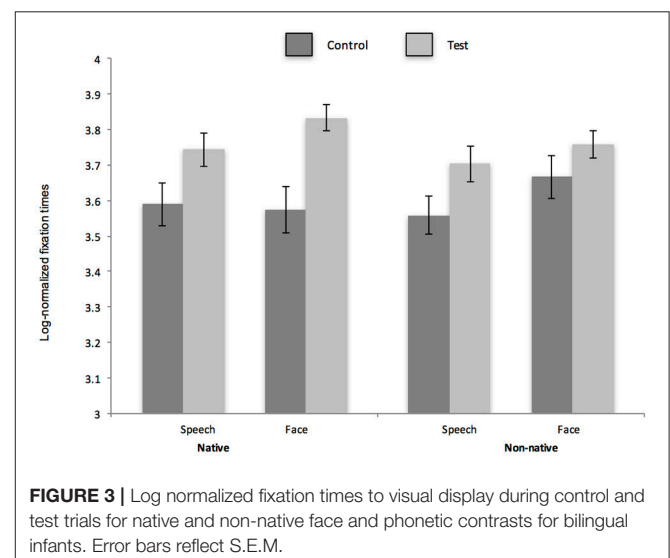 Control Test
4
3.9
3.8
3.7
3.6
3.5
3.4
3.3
3.2
3.1
3
Log-normalized fixation times
Speech Face Speech Face
Native Non-native
FIGURE 3 | Log normalized fixation times to visual display during control and
test trials for native and non-native face and phonetic contrasts for bilingual
infants. Error bars reflect S.E.M.